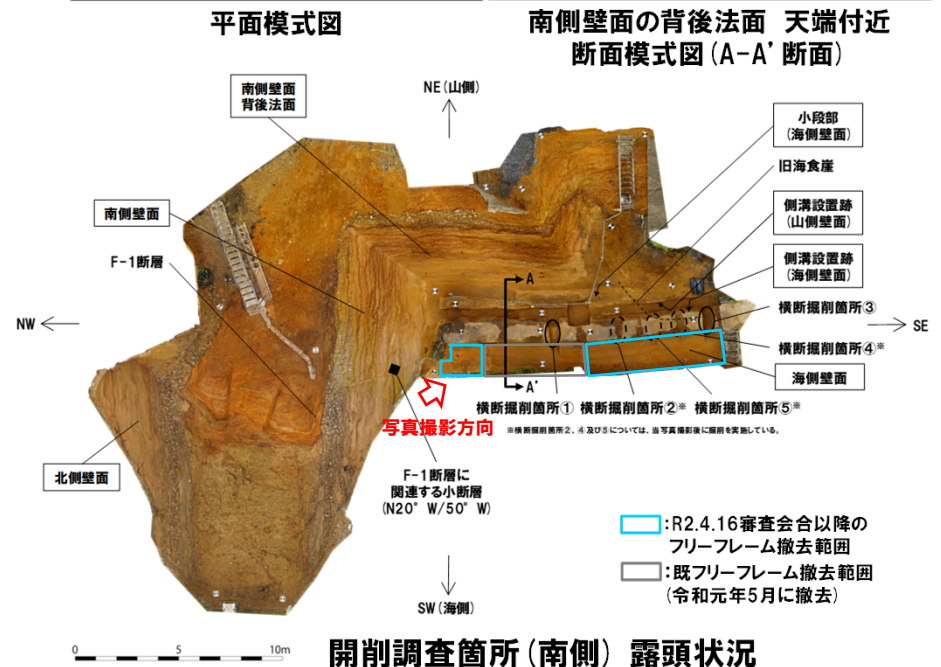 平面模式図
南側壁面の背後法面 天端付近
断面模式図(A-A'断面)
南側壁面
背後法面
NE(山側)
小段部
(海側壁面)
旧海食崖
側溝設置跡
(山側壁面)
南側壁面
F-1断層
側溝設置跡
(海側壁面)
A
横断掘削箇所③
NW
SE
横断掘削箇所④※
A'
海側壁面
横断掘削箇所①
横断掘削箇所②※
横断掘削箇所⑤※
写真撮影方向
※横断掘削箇所②、④及び⑤については、当写真撮影後に掘削を実施している。
北側壁面
F-1断層に
関連する小断層
(N20°W/50°W)
:R2.4.16審査会合以降の
フリーフレーム撤去範囲
:既フリーフレーム撤去範囲
(令和元年5月に撤去)
SW(海側)
0 5 10m
開削調査箇所(南側) 露頭状況